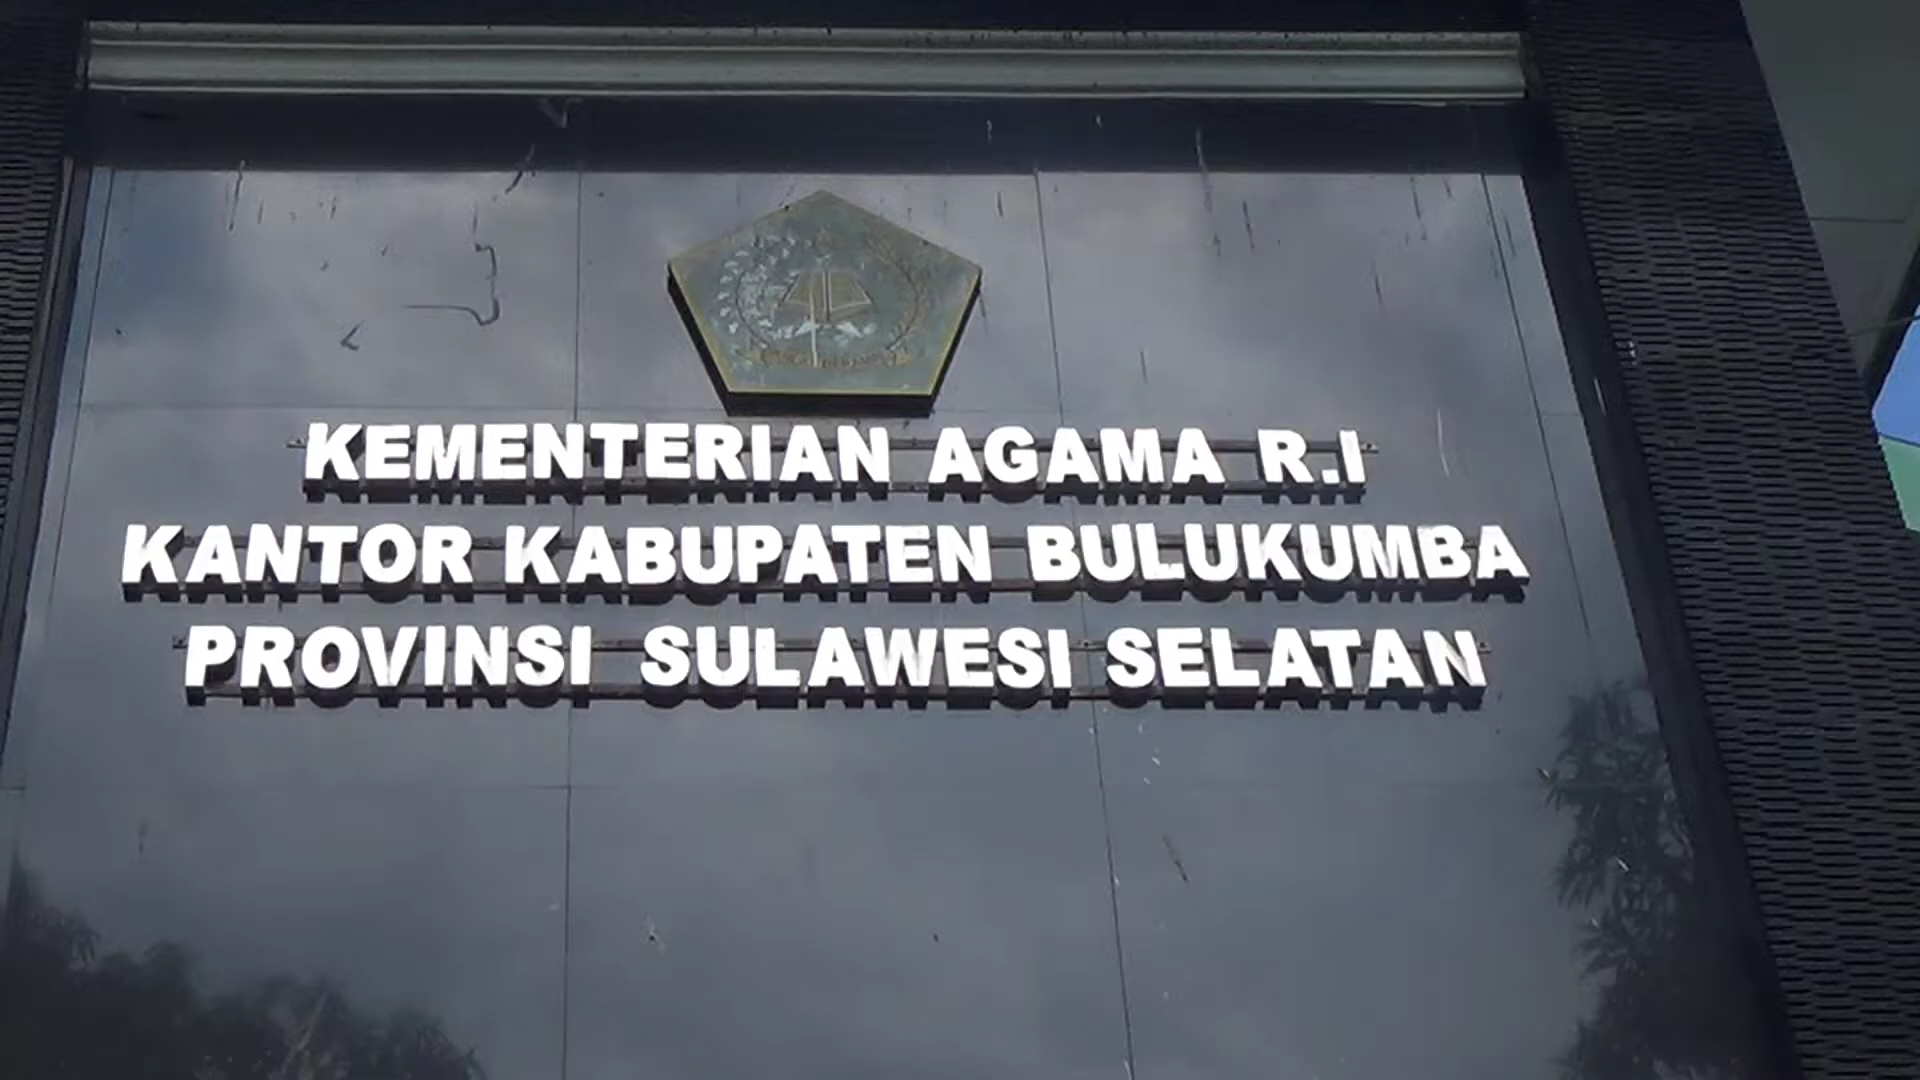 KEMENTERIAN AGAMA R.I
KANTOR KABUPATEN BULUKUMBA
PROVINSI SULAWESI SELATAN